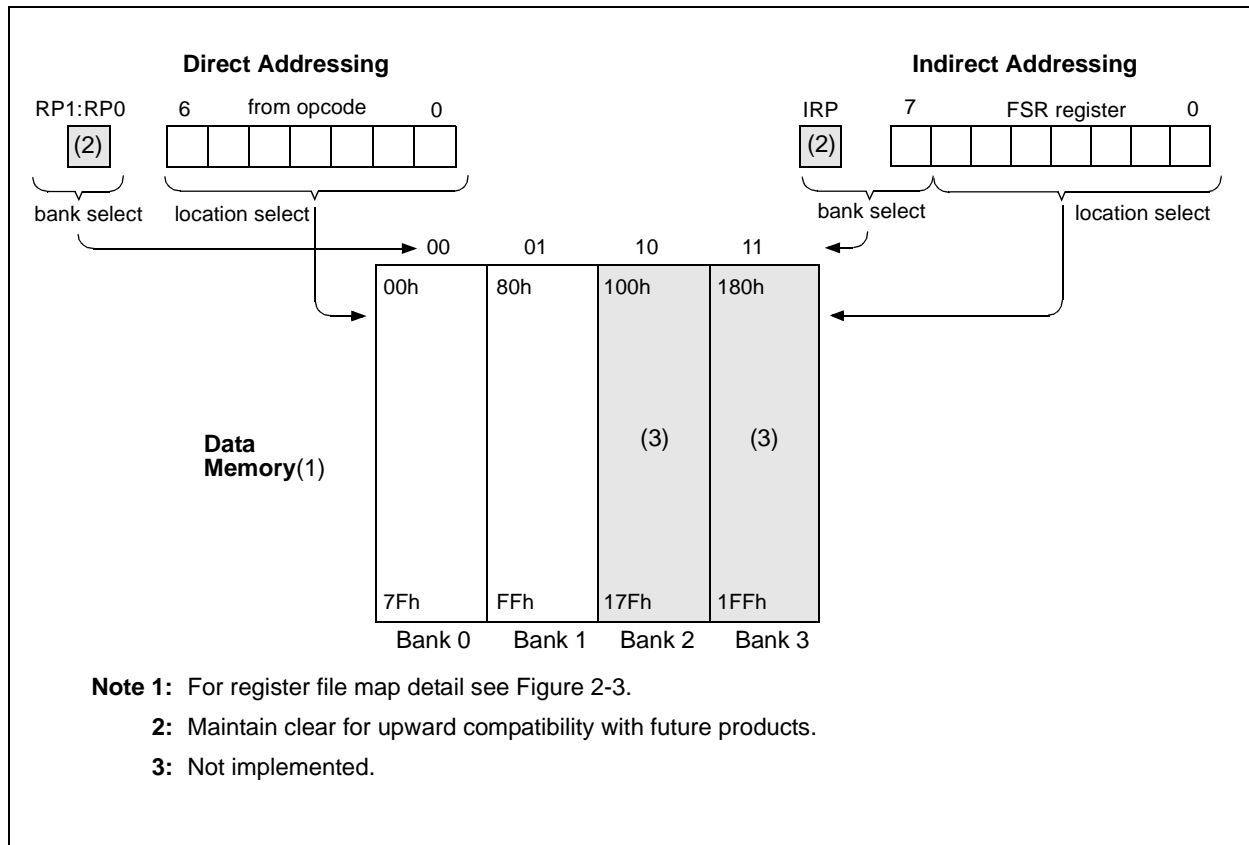 Direct Addressing
Indirect Addressing
RP1:RP0 6 from opcode 0
IRP 7 FSR register 0
(2)
(2)
bank select location select
bank select location select
00 01 10 11
00h 80h 100h 180h
Data
Memory(1)
(3) (3)
7Fh FFh 17Fh 1FFh
Bank 0 Bank 1 Bank 2 Bank 3
Note 1: For register file map detail see Figure 2-3.
2: Maintain clear for upward compatibility with future products.
3: Not implemented.